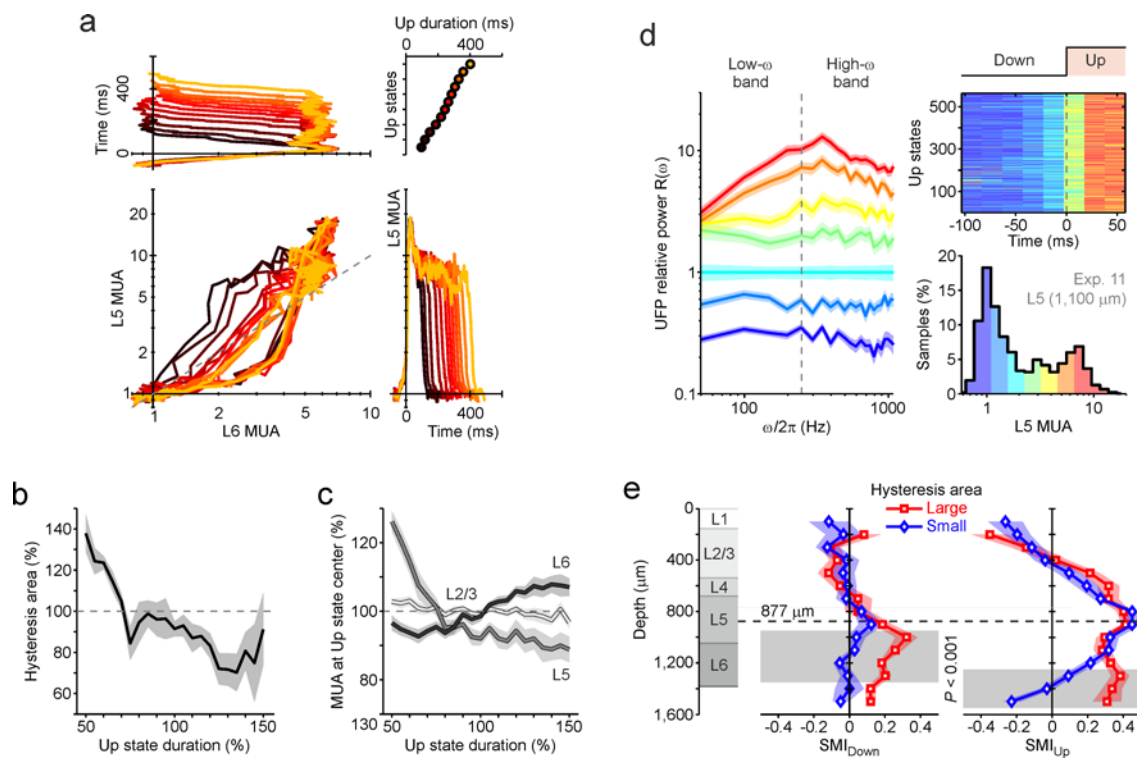 a
Up duration (ms)
0 400
Up states
Time (ms)
400
0
L5 MUA
20
10
5
2
1
1 2 5 10
L6 MUA
L5 MUA
0 400
Time (ms)
d
Low-ω band
High-ω band
UFP relative power R(ω)
10
1
0.1
100 1000
ω/2π (Hz)
Down Up
Up states
500
300
100
-100 -50 0 50
Time (ms)
Samples (%)
20
15
10
5
0
Exp. 11
L5 (1,100 μm)
1 10
L5 MUA
b
Hysteresis area (%)
140
120
100
80
60
50 100 150
Up state duration (%)
c
MUA at Up state center (%)
120
100
80
130
L6
L2/3
L5
50 100 150
Up state duration (%)
e
Hysteresis area
Large
Small
Depth (μm)
0
400
800
1,200
1,600
L1
L2/3
L4
L5
L6
877 μm
P < 0.001
-0.4 -0.2 0 0.2 0.4
SMIDown
-0.4 -0.2 0 0.2 0.4
SMIUp